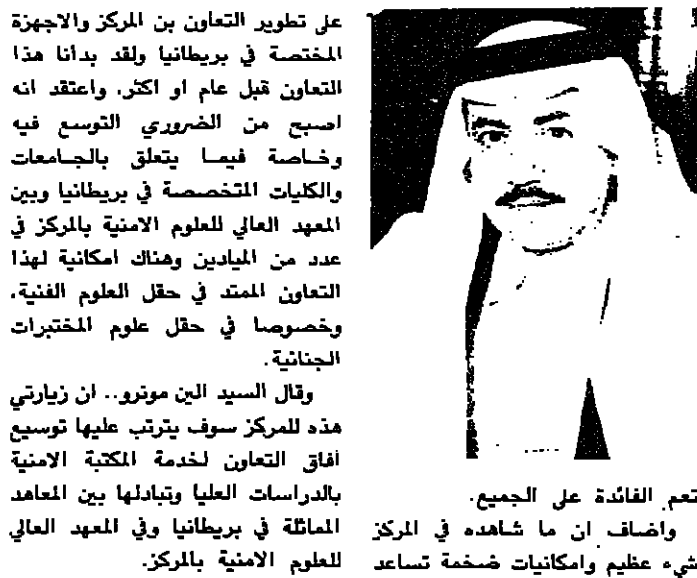 تعم الفائدة على الجميع.
واضاف ان ما شاهده في المركز
شيء عظيم وامكانيات ضخمة تساعد
على تطوير التعاون بن المركز والاجهزة
المختصة في بريطانيا ولقد بدأنا هذا
التعاون قبل عام او اكثر، واعتقد انه
اصبح من الضروري التوسع فيه
وخاصة فيما يتعلق بالجامعات
والكليات المتخصصة في بريطانيا وبين
المعهد العالي للعلوم الامنية بالمركز في
عدد من الميادين وهناك امكانية لهذا
التعاون الممتد في حقل العلوم الفنية،
وخصوصا في حقل علوم المختبرات
الجنائية.
وقال السيد الين مونرو.. ان زيارتي
هذه للمركز سوف يترتب عليها توسيع
آفاق التعاون لخدمة المكتبة الامنية
بالدراسات العليا وتبادلها بين المعاهد
المماثلة في بريطانيا وفي المعهد العالي
للعلوم الامنية بالمركز.